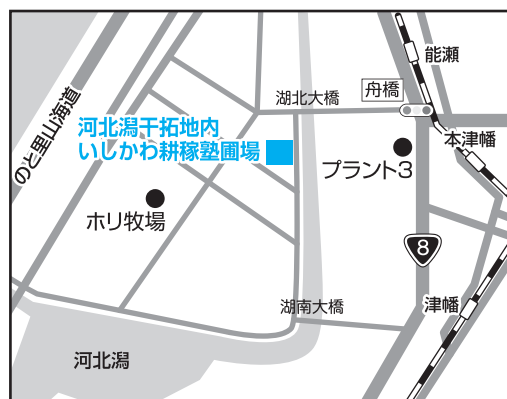 能瀬
のと里山海道
舟橋
湖北大橋
河北潟干拓地内
いしかわ耕稼塾圃場
本津幡
プラント3
ホリ牧場
8
湖南大橋
津幡
河北潟